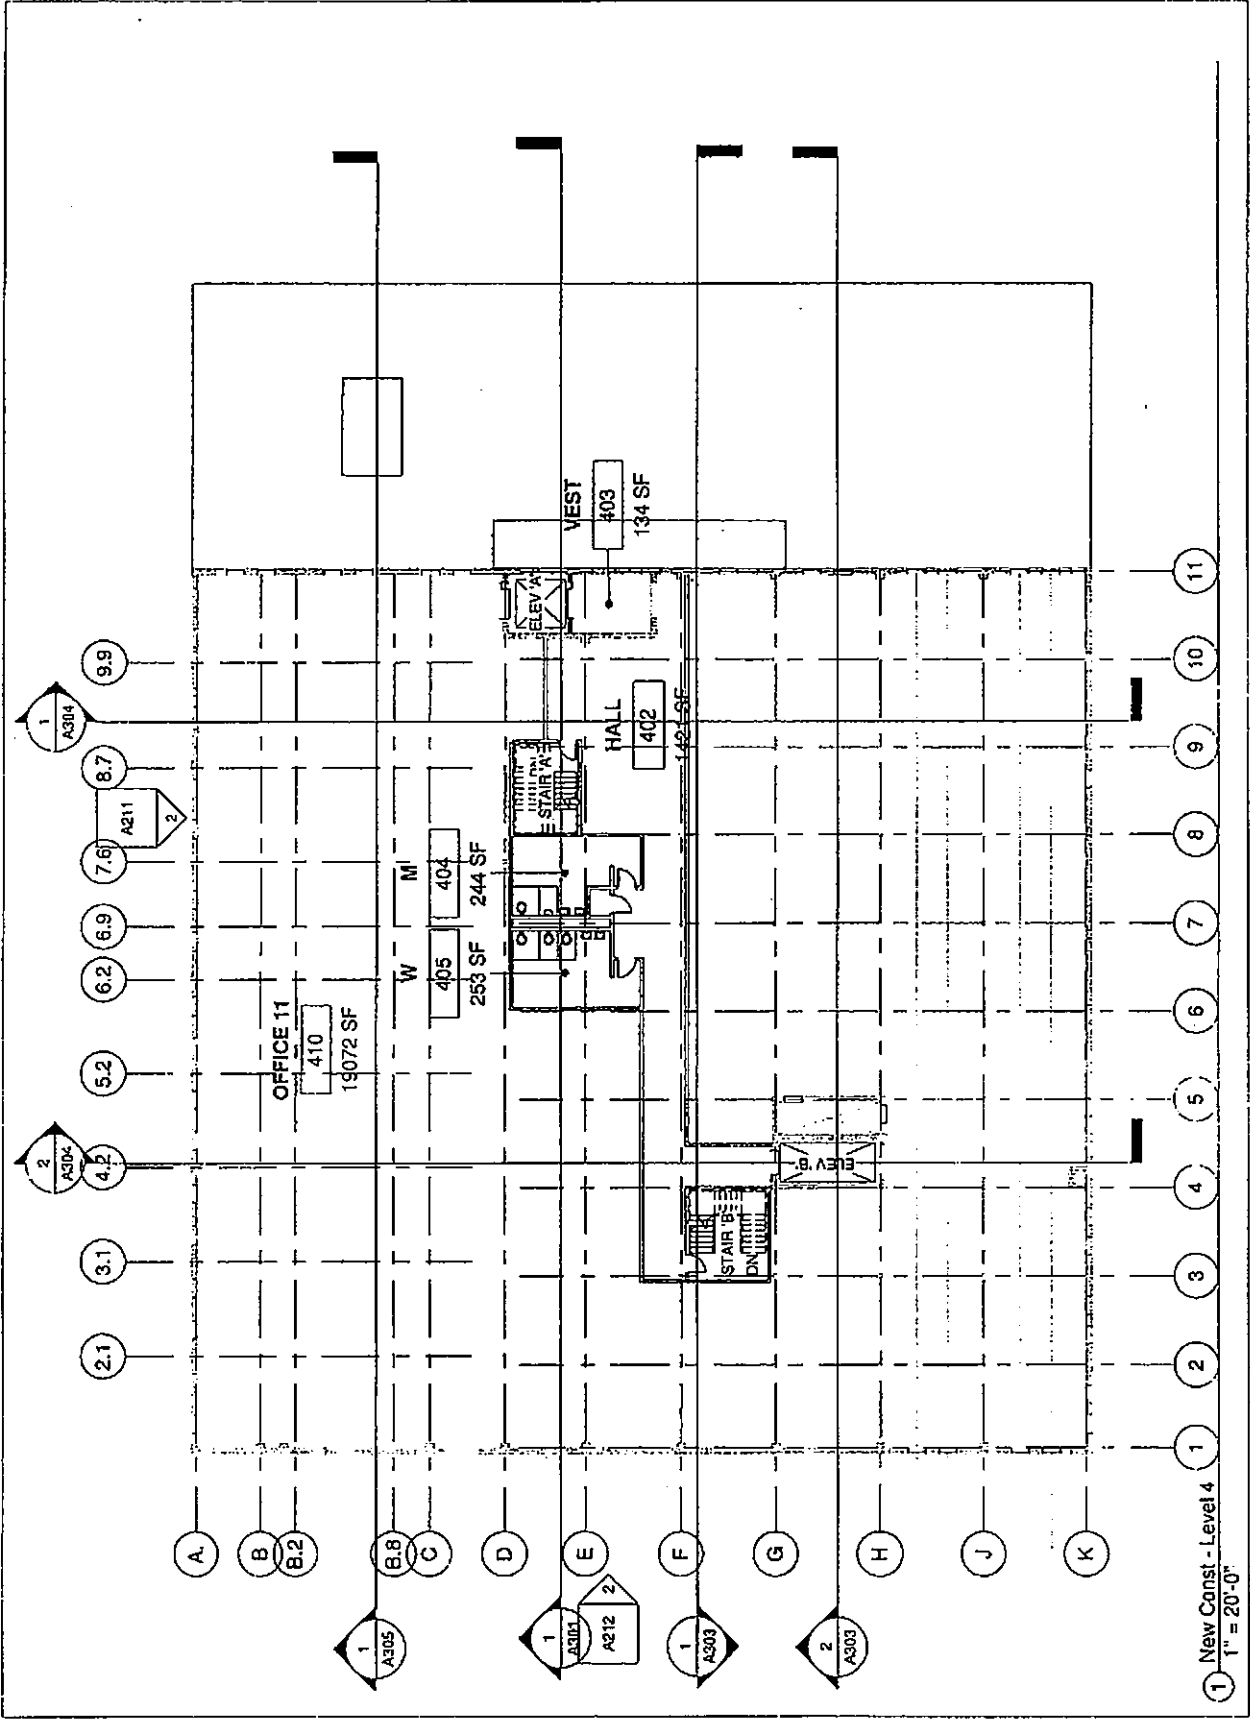 1
A305
1
A301
A212
2
1
A303
2
A303
A
B
B.2
B.8
C
D
E
F
G
H
J
K
2.1
3.1
4.2
5.2
6.2
6.9
7.6
8.7
9.9
2
A304
1
A304
A211
2
OFFICE 11
410
19072 SF
W
405
253 SF
M
404
244 SF
STAIR 'A'
DN
ELEV 'A'
VEST
403
134 SF
HALL
402
1421 SF
STAIR 'B'
DN
ELEV 'B'
1
2
3
4
5
6
7
8
9
10
11
1
New Const - Level 4
1" = 20'-0"